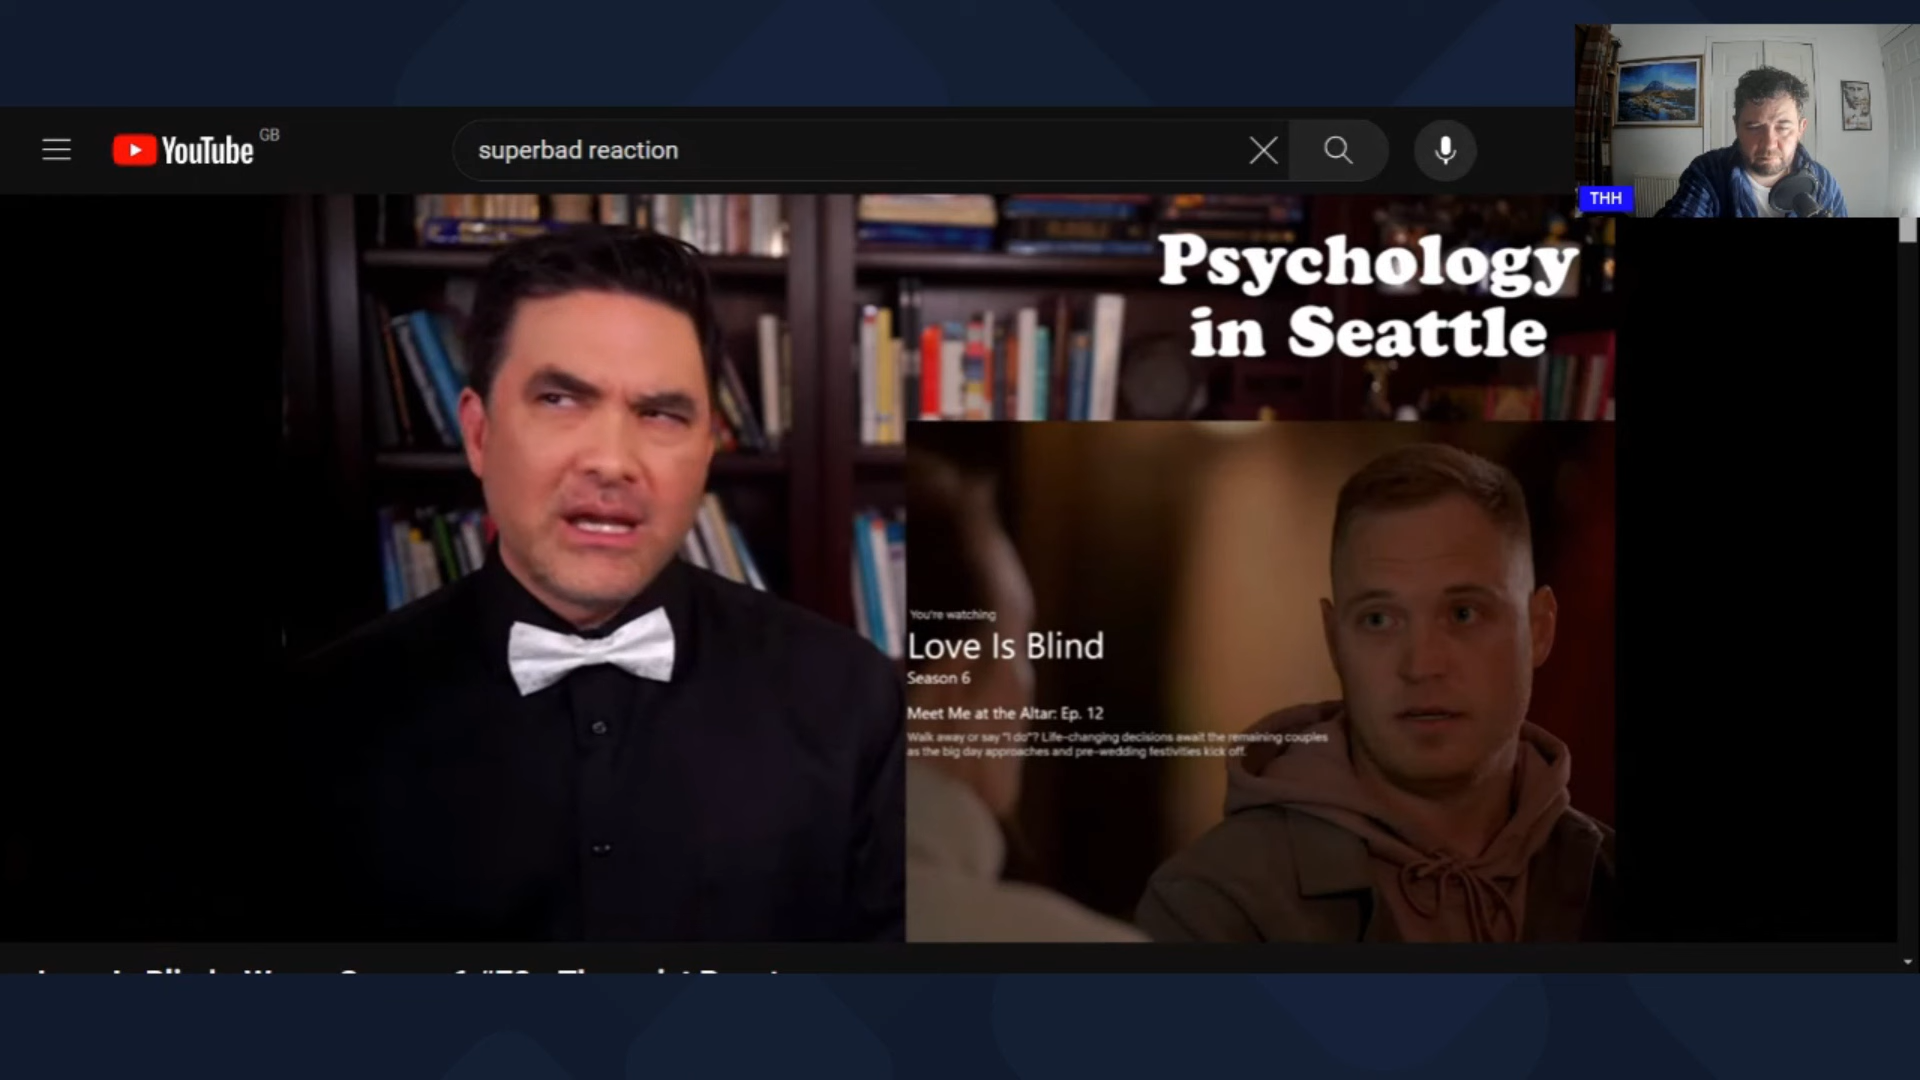 YouTube GB
superbad reaction
THH
Psychology
in Seattle
You're watching
Love Is Blind
Season 6
Meet Me at the Altar: Ep. 12
Walk away or say "I do"? Life-changing decisions await the remaining couples
as the big day approaches and pre-wedding festivities kick off.